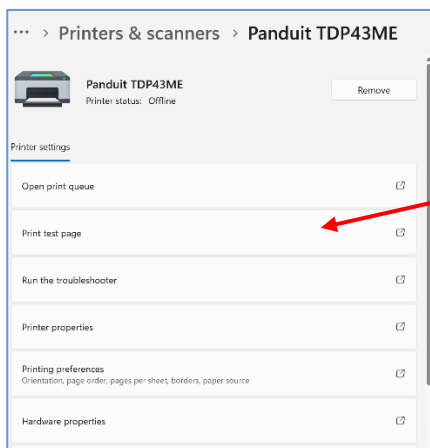 ... > Printers & scanners > Panduit TDP43ME
Panduit TDP43ME
Printer status: Offline
Remove
Printer settings
Open print queue
Print test page
Run the troubleshooter
Printer properties
Printing preferences
Orientation, page order, pages per sheet, borders, paper source
Hardware properties